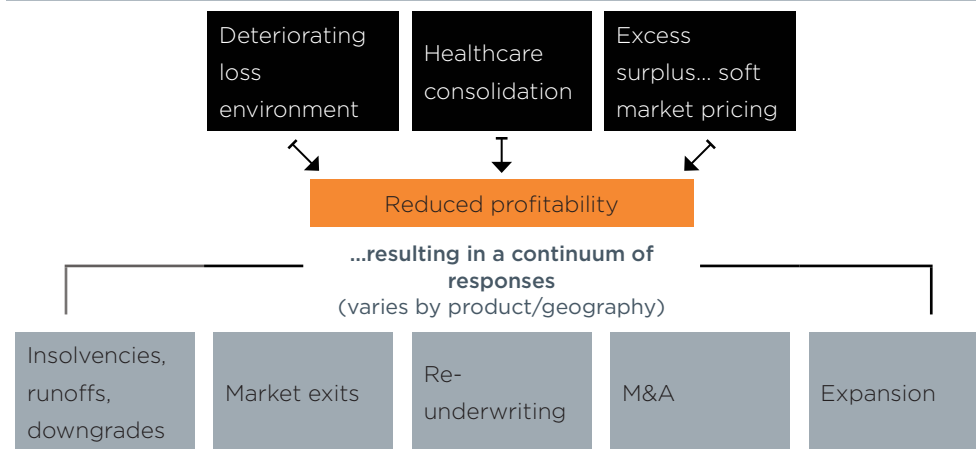 Deteriorating
loss
environment
Healthcare
consolidation
Excess
surplus... soft
market pricing
Reduced profitability
...resulting in a continuum of
responses
(varies by product/geography)
Insolvencies,
runoffs,
downgrades
Market exits
Re-
underwriting
M&A
Expansion